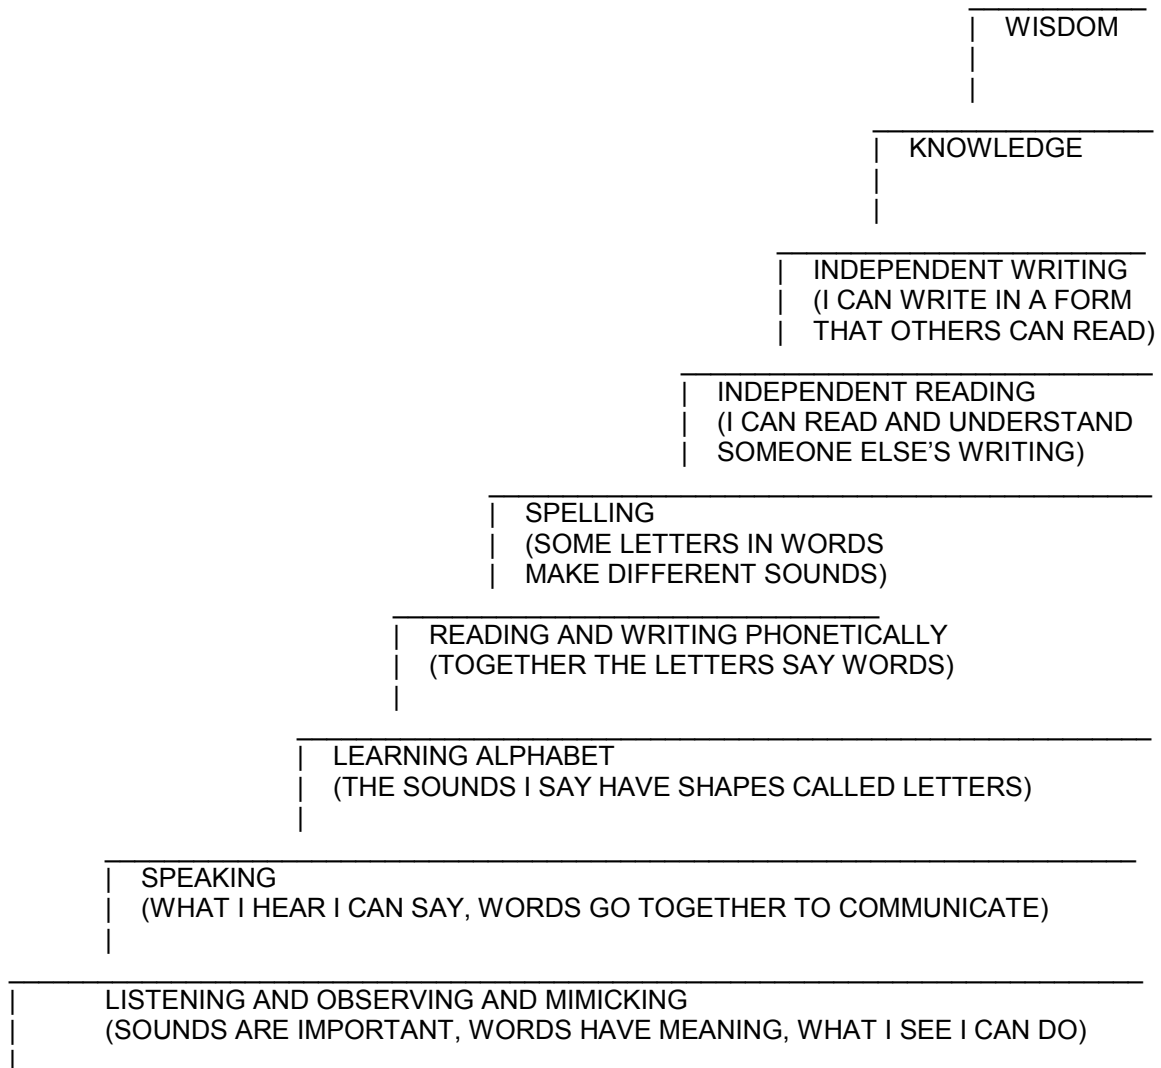 WISDOM
KNOWLEDGE
INDEPENDENT WRITING
(I CAN WRITE IN A FORM
THAT OTHERS CAN READ)
INDEPENDENT READING
(I CAN READ AND UNDERSTAND
SOMEONE ELSE'S WRITING)
SPELLING
(SOME LETTERS IN WORDS
MAKE DIFFERENT SOUNDS)
READING AND WRITING PHONETICALLY
(TOGETHER THE LETTERS SAY WORDS)
LEARNING ALPHABET
(THE SOUNDS I SAY HAVE SHAPES CALLED LETTERS)
SPEAKING
(WHAT I HEAR I CAN SAY, WORDS GO TOGETHER TO COMMUNICATE)
LISTENING AND OBSERVING AND MIMICKING
(SOUNDS ARE IMPORTANT, WORDS HAVE MEANING, WHAT I SEE I CAN DO)